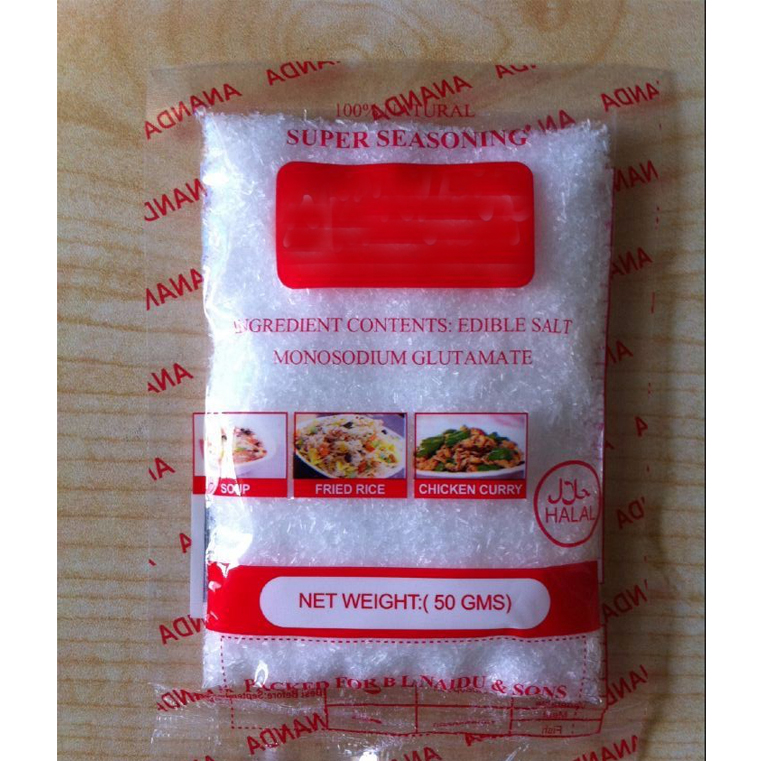 100% NATURAL
SUPER SEASONING
INGREDIENT CONTENTS: EDIBLE SALT
MONOSODIUM GLUTAMATE
SOUP
FRIED RICE
CHICKEN CURRY
حلال
HALAL
NET WEIGHT:( 50 GMS)
PACKED FOR B L NAIDU & SONS
ANANDA